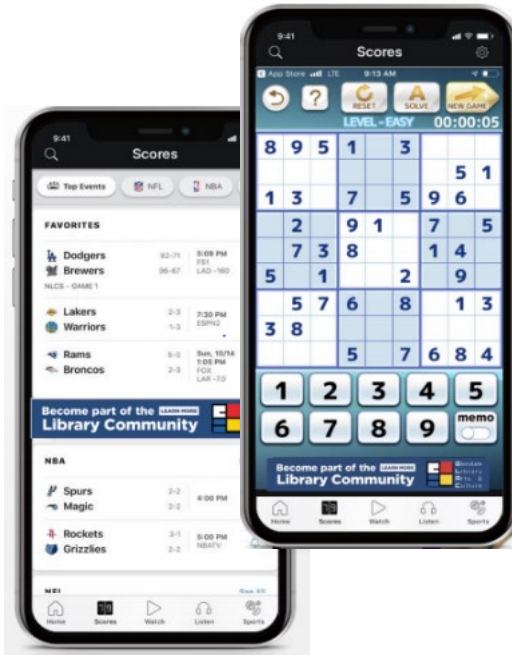 9:41
Scores
Top Events
NFL
NBA
FAVORITES
Dodgers 92-71 5:09 PM
Brewers 96-67 FS1
LAD -160
NLCS - GAME 1
Lakers 2-3 7:30 PM
Warriors 1-3 ESPN2
Rams 5-0 Sun, 10/14
1:05 PM
Broncos 2-3 FOX
LAR -7.0
Become part of the LEARN MORE
Library Community
NBA
Spurs 2-2 4:00 PM
Magic 2-2
Rockets 3-1 5:00 PM
Grizzlies 2-2 NBATV
NFL See All
Home Scores Watch Listen Sports
9:41
Scores
App Store LTE 9:13 AM
? RESET SOLVE NEW GAME
LEVEL - EASY 00:00:05
8 9 5 1 3
5 1
1 3 7 5 9 6
2 9 1 7 5
7 3 8 1 4
5 1 2 9
5 7 6 8 1 3
3 8
5 7 6 8 4
1 2 3 4 5
6 7 8 9 memo
Become part of the LEARN MORE
Library Community
Glendale
Library
Arts &
Culture
Home Scores Watch Listen Sports